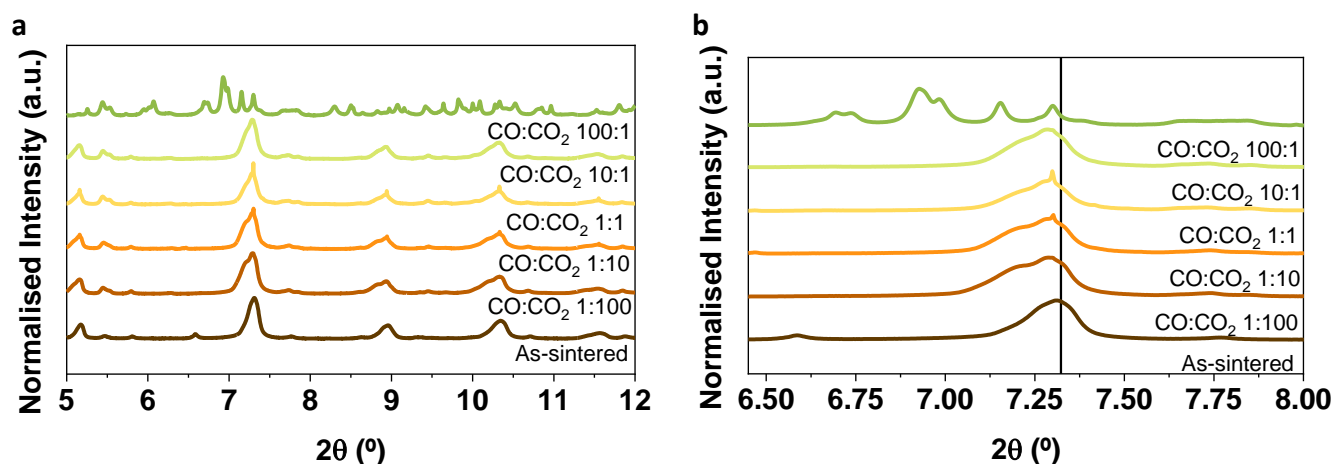 a
Normalised Intensity (a.u.)
CO:CO₂ 100:1
CO:CO₂ 10:1
CO:CO₂ 1:1
CO:CO₂ 1:10
CO:CO₂ 1:100
As-sintered
5 6 7 8 9 10 11 12
2θ (º)
b
Normalised Intensity (a.u.)
CO:CO₂ 100:1
CO:CO₂ 10:1
CO:CO₂ 1:1
CO:CO₂ 1:10
CO:CO₂ 1:100
As-sintered
6.50 6.75 7.00 7.25 7.50 7.75 8.00
2θ (º)